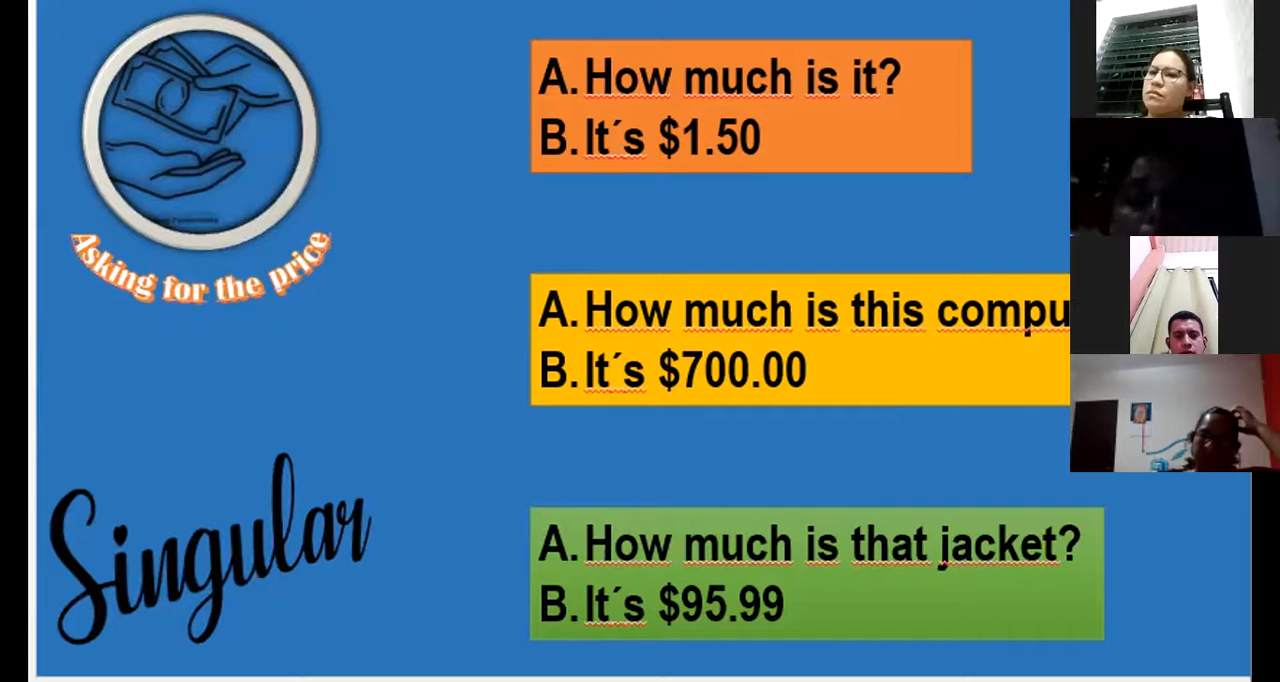 Asking for the price
Singular
A. How much is it?
B. It´s $1.50
A. How much is this compu
B. It´s $700.00
A. How much is that jacket?
B. It´s $95.99